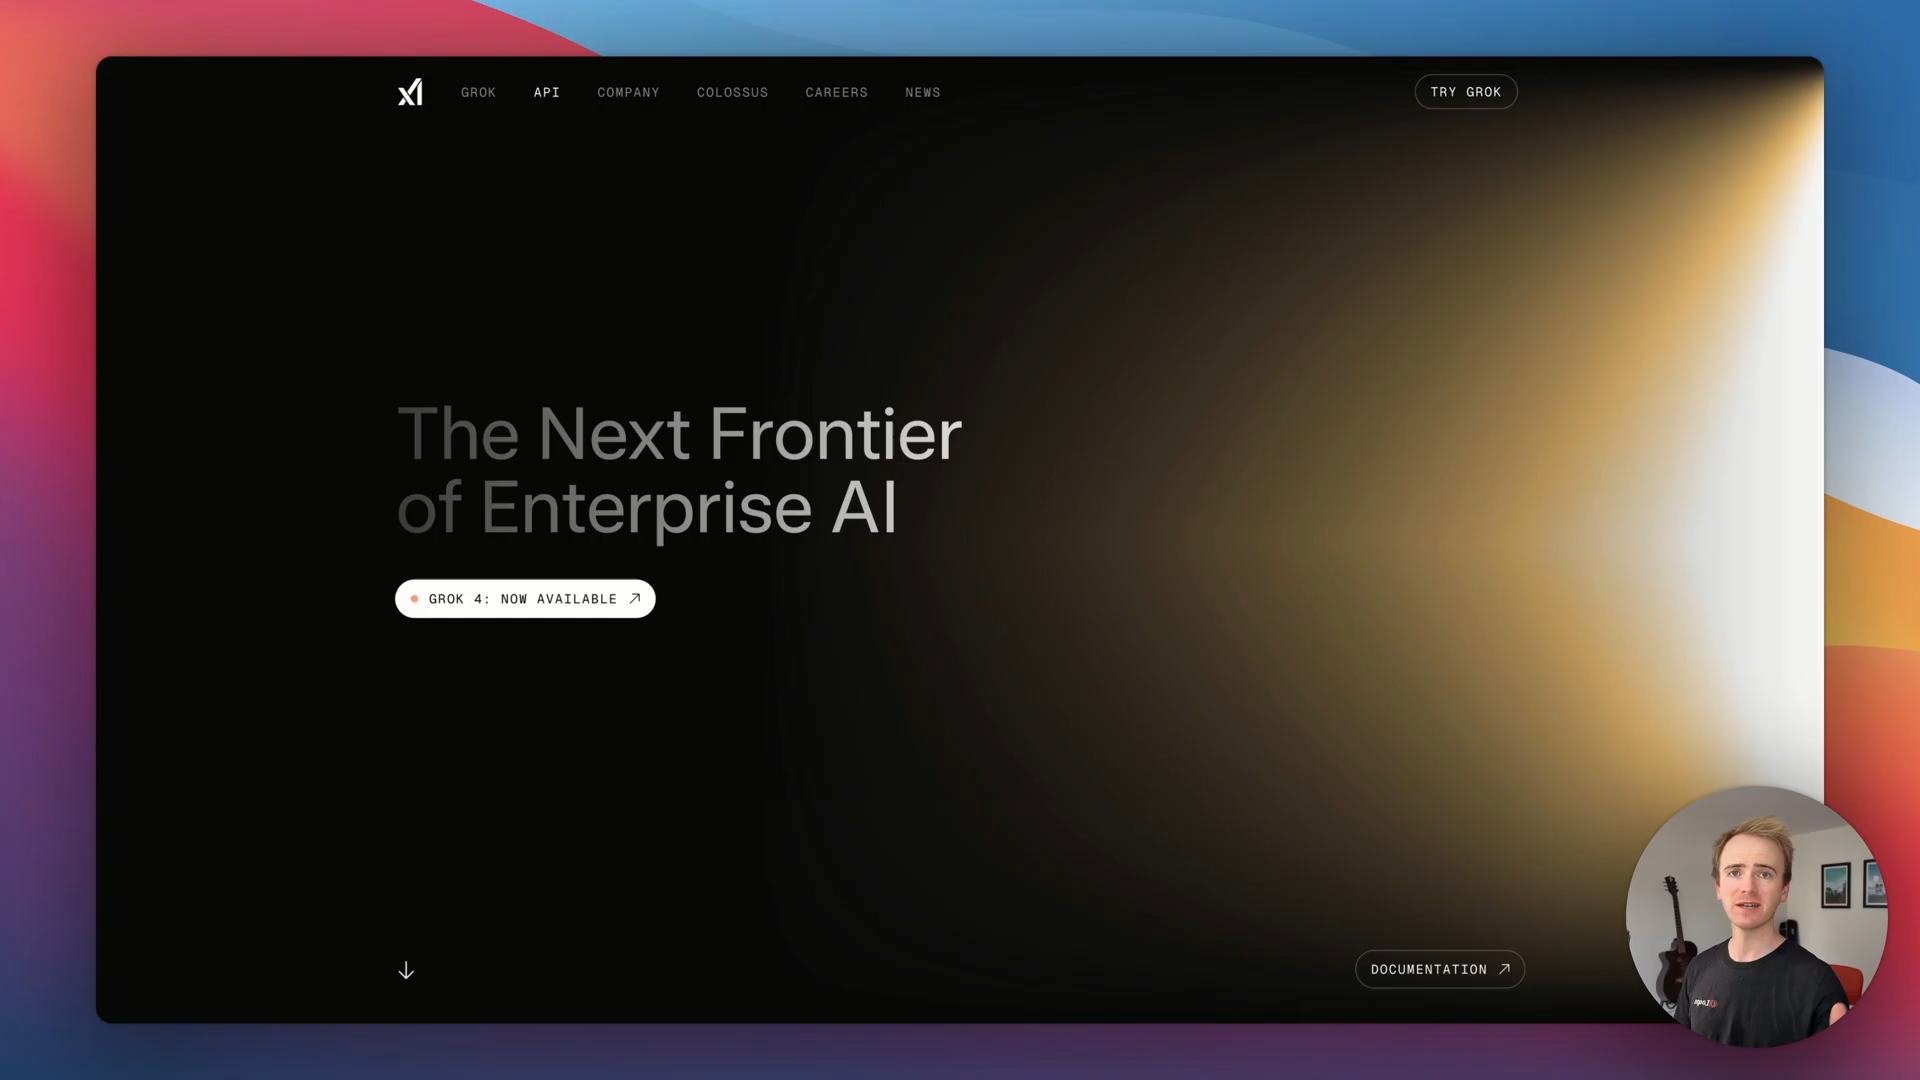 xI
GROK
API
COMPANY
COLOSSUS
CAREERS
NEWS
TRY GROK
The Next Frontier
of Enterprise AI
GROK 4: NOW AVAILABLE
DOCUMENTATION